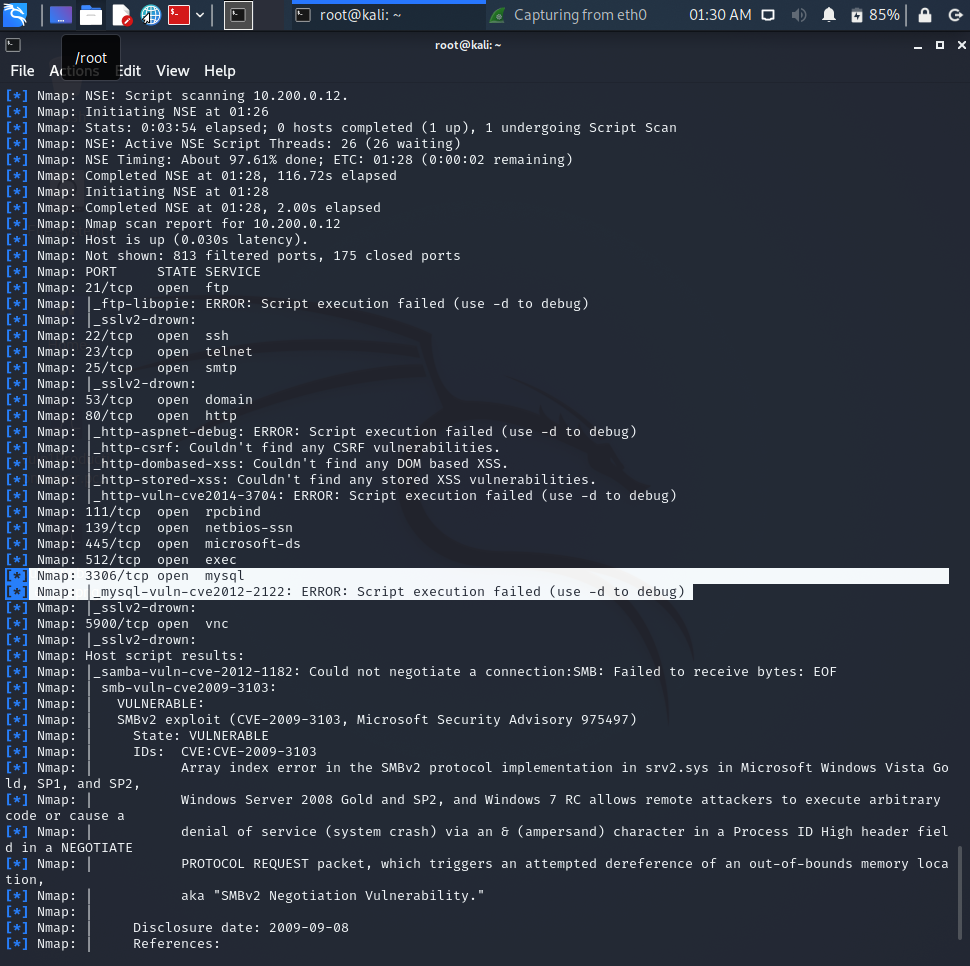 root@kali: ~
Capturing from eth0
01:30 AM
85%
root@kali: ~
/root
File Actions Edit View Help
[*] Nmap: NSE: Script scanning 10.200.0.12.
[*] Nmap: Initiating NSE at 01:26
[*] Nmap: Stats: 0:03:54 elapsed; 0 hosts completed (1 up), 1 undergoing Script Scan
[*] Nmap: NSE: Active NSE Script Threads: 26 (26 waiting)
[*] Nmap: NSE Timing: About 97.61% done; ETC: 01:28 (0:00:02 remaining)
[*] Nmap: Completed NSE at 01:28, 116.72s elapsed
[*] Nmap: Initiating NSE at 01:28
[*] Nmap: Completed NSE at 01:28, 2.00s elapsed
[*] Nmap: Nmap scan report for 10.200.0.12
[*] Nmap: Host is up (0.030s latency).
[*] Nmap: Not shown: 813 filtered ports, 175 closed ports
[*] Nmap: PORT     STATE SERVICE
[*] Nmap: 21/tcp   open  ftp
[*] Nmap: |_ftp-libopie: ERROR: Script execution failed (use -d to debug)
[*] Nmap: |_sslv2-drown:
[*] Nmap: 22/tcp   open  ssh
[*] Nmap: 23/tcp   open  telnet
[*] Nmap: 25/tcp   open  smtp
[*] Nmap: |_sslv2-drown:
[*] Nmap: 53/tcp   open  domain
[*] Nmap: 80/tcp   open  http
[*] Nmap: |_http-aspnet-debug: ERROR: Script execution failed (use -d to debug)
[*] Nmap: |_http-csrf: Couldn't find any CSRF vulnerabilities.
[*] Nmap: |_http-dombased-xss: Couldn't find any DOM based XSS.
[*] Nmap: |_http-stored-xss: Couldn't find any stored XSS vulnerabilities.
[*] Nmap: |_http-vuln-cve2014-3704: ERROR: Script execution failed (use -d to debug)
[*] Nmap: 111/tcp  open  rpcbind
[*] Nmap: 139/tcp  open  netbios-ssn
[*] Nmap: 445/tcp  open  microsoft-ds
[*] Nmap: 512/tcp  open  exec
[*] Nmap: 3306/tcp open  mysql
[*] Nmap: |_mysql-vuln-cve2012-2122: ERROR: Script execution failed (use -d to debug)
[*] Nmap: |_sslv2-drown:
[*] Nmap: 5900/tcp open  vnc
[*] Nmap: |_sslv2-drown:
[*] Nmap: Host script results:
[*] Nmap: |_samba-vuln-cve-2012-1182: Could not negotiate a connection:SMB: Failed to receive bytes: EOF
[*] Nmap: | smb-vuln-cve2009-3103:
[*] Nmap: |   VULNERABLE:
[*] Nmap: |   SMBv2 exploit (CVE-2009-3103, Microsoft Security Advisory 975497)
[*] Nmap: |     State: VULNERABLE
[*] Nmap: |     IDs:  CVE:CVE-2009-3103
[*] Nmap: |           Array index error in the SMBv2 protocol implementation in srv2.sys in Microsoft Windows Vista Go
ld, SP1, and SP2,
[*] Nmap: |           Windows Server 2008 Gold and SP2, and Windows 7 RC allows remote attackers to execute arbitrary
code or cause a
[*] Nmap: |           denial of service (system crash) via an & (ampersand) character in a Process ID High header fiel
d in a NEGOTIATE
[*] Nmap: |           PROTOCOL REQUEST packet, which triggers an attempted dereference of an out-of-bounds memory loca
tion,
[*] Nmap: |           aka "SMBv2 Negotiation Vulnerability."
[*] Nmap: |
[*] Nmap: |     Disclosure date: 2009-09-08
[*] Nmap: |     References: